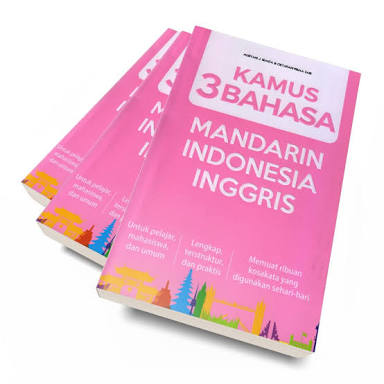 KAMUS
3 BAHASA
MANDARIN
INDONESIA
INGGRIS
Untuk pelajar,
mahasiswa,
dan umum
Lengkap,
terstruktur,
dan praktis
Memuat ribuan
kosakata yang
digunakan sehari-hari